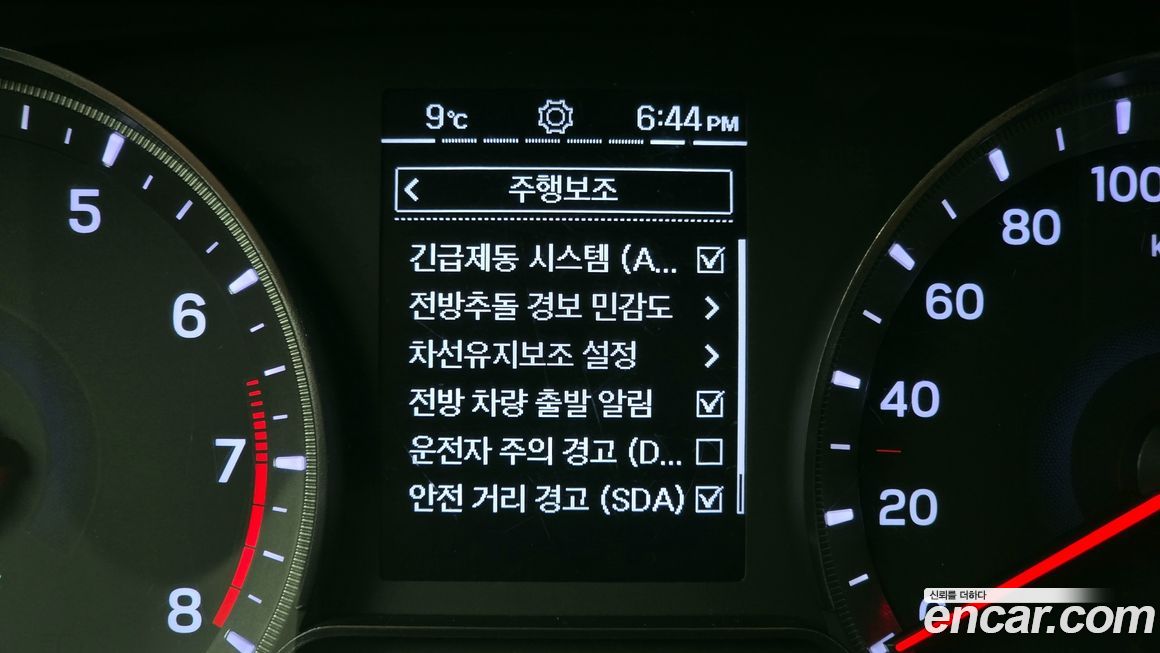 9℃
6:44 PM
주행보조
긴급제동 시스템 (A...
전방추돌 경보 민감도
차선유지보조 설정
전방 차량 출발 알림
운전자 주의 경고 (D...
안전 거리 경고 (SDA)
5
6
7
8
100
80
60
40
20
0
신뢰를 더하다
encar.com